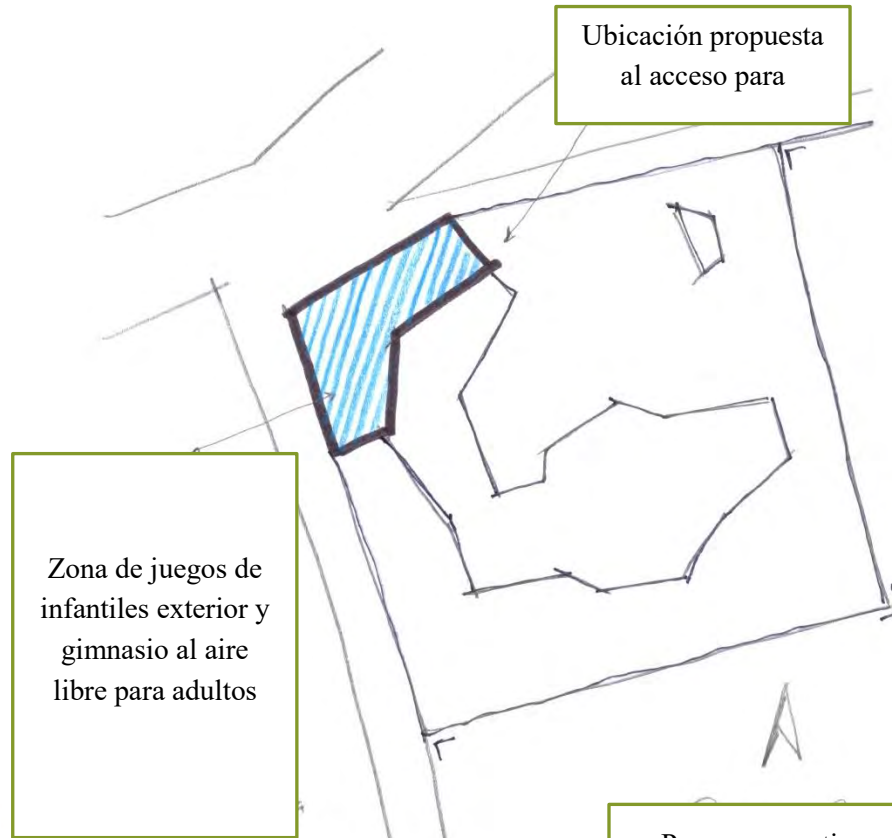 Ubicación propuesta
al acceso para
Zona de juegos de
infantiles exterior y
gimnasio al aire
libre para adultos